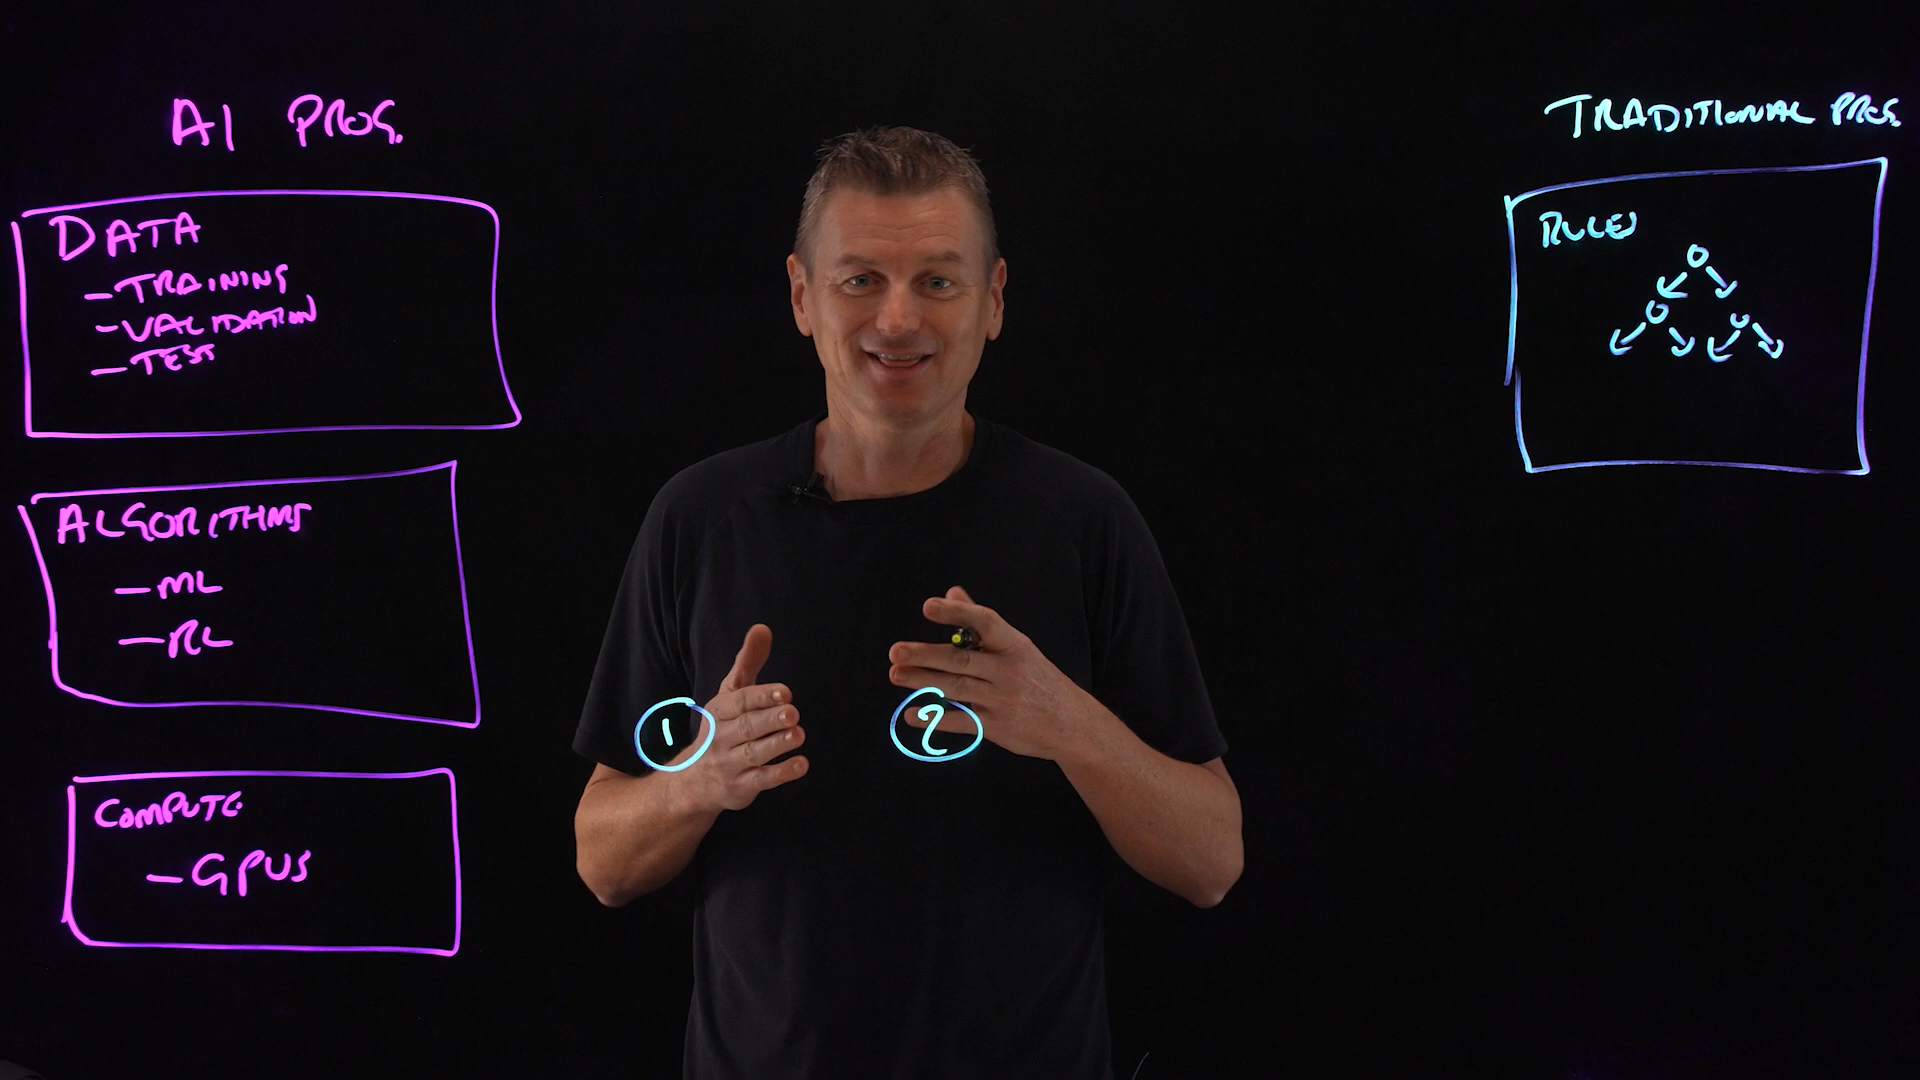 AI PROG.
DATA
- TRAINING
- VALIDATION
- TEST
ALGORITHMS
- ML
- RL
COMPUTE
- GPUS
1
2
TRADITIONAL PROG.
RULES